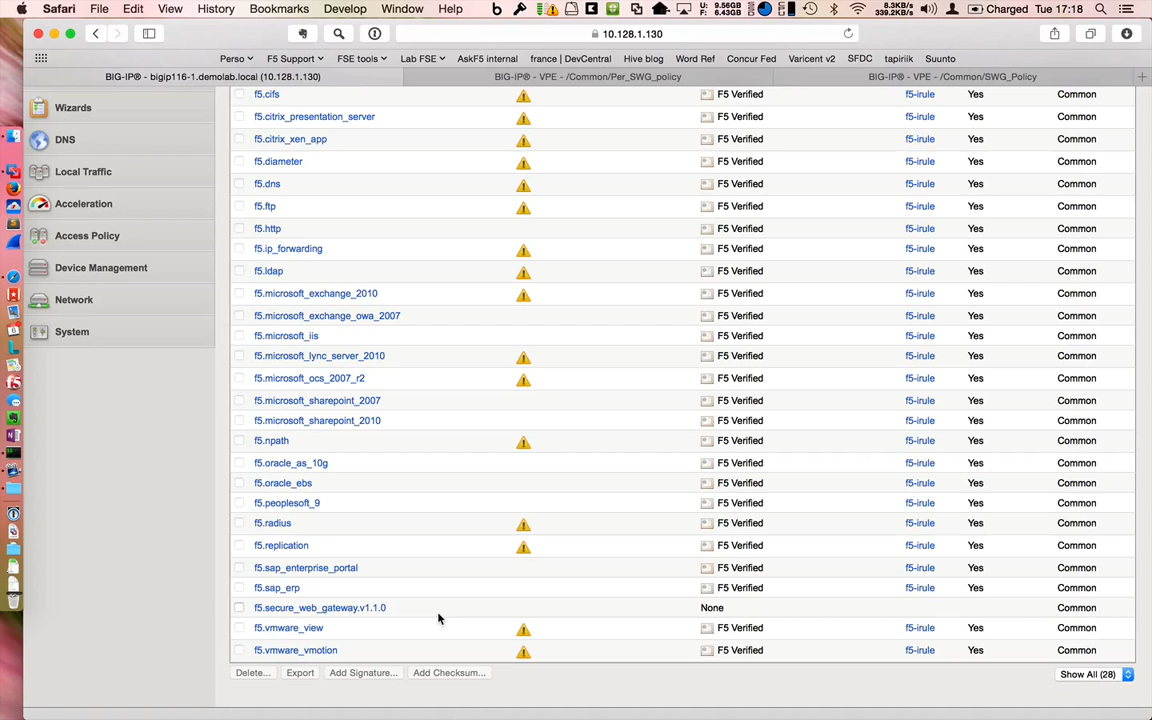 Safari File Edit View History Bookmarks Develop Window Help U: 9.56GB F: 6.43GB 8.3KB/s 339.2KB/s Charged Tue 17:18
10.128.1.130
Perso F5 Support FSE tools Lab FSE AskF5 internal france | DevCentral Hive blog Word Ref Concur Fed Varicent v2 SFDC tapirik Suunto
BIG-IP® - bigip116-1.demolab.local (10.128.1.130) BIG-IP® - VPE - /Common/Per_SWG_policy BIG-IP® - VPE - /Common/SWG_Policy +
Wizards
DNS
Local Traffic
Acceleration
Access Policy
Device Management
Network
System
f5.cifs F5 Verified f5-irule Yes Common
f5.citrix_presentation_server F5 Verified f5-irule Yes Common
f5.citrix_xen_app F5 Verified f5-irule Yes Common
f5.diameter F5 Verified f5-irule Yes Common
f5.dns F5 Verified f5-irule Yes Common
f5.ftp F5 Verified f5-irule Yes Common
f5.http F5 Verified f5-irule Yes Common
f5.ip_forwarding F5 Verified f5-irule Yes Common
f5.ldap F5 Verified f5-irule Yes Common
f5.microsoft_exchange_2010 F5 Verified f5-irule Yes Common
f5.microsoft_exchange_owa_2007 F5 Verified f5-irule Yes Common
f5.microsoft_iis F5 Verified f5-irule Yes Common
f5.microsoft_lync_server_2010 F5 Verified f5-irule Yes Common
f5.microsoft_ocs_2007_r2 F5 Verified f5-irule Yes Common
f5.microsoft_sharepoint_2007 F5 Verified f5-irule Yes Common
f5.microsoft_sharepoint_2010 F5 Verified f5-irule Yes Common
f5.npath F5 Verified f5-irule Yes Common
f5.oracle_as_10g F5 Verified f5-irule Yes Common
f5.oracle_ebs F5 Verified f5-irule Yes Common
f5.peoplesoft_9 F5 Verified f5-irule Yes Common
f5.radius F5 Verified f5-irule Yes Common
f5.replication F5 Verified f5-irule Yes Common
f5.sap_enterprise_portal F5 Verified f5-irule Yes Common
f5.sap_erp F5 Verified f5-irule Yes Common
f5.secure_web_gateway.v1.1.0 None Common
f5.vmware_view F5 Verified f5-irule Yes Common
f5.vmware_vmotion F5 Verified f5-irule Yes Common
Delete... Export Add Signature... Add Checksum... Show All (28)